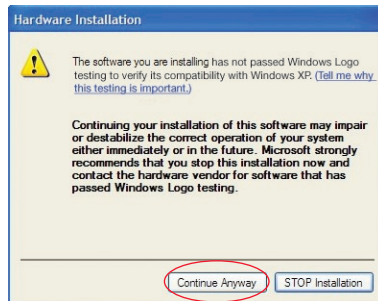 Hardware Installation
The software you are installing has not passed Windows Logo
testing to verify its compatibility with Windows XP. (Tell me why
this testing is important.)
Continuing your installation of this software may impair
or destabilize the correct operation of your system
either immediately or in the future. Microsoft strongly
recommends that you stop this installation now and
contact the hardware vendor for software that has
passed Windows Logo testing.
Continue Anyway STOP Installation